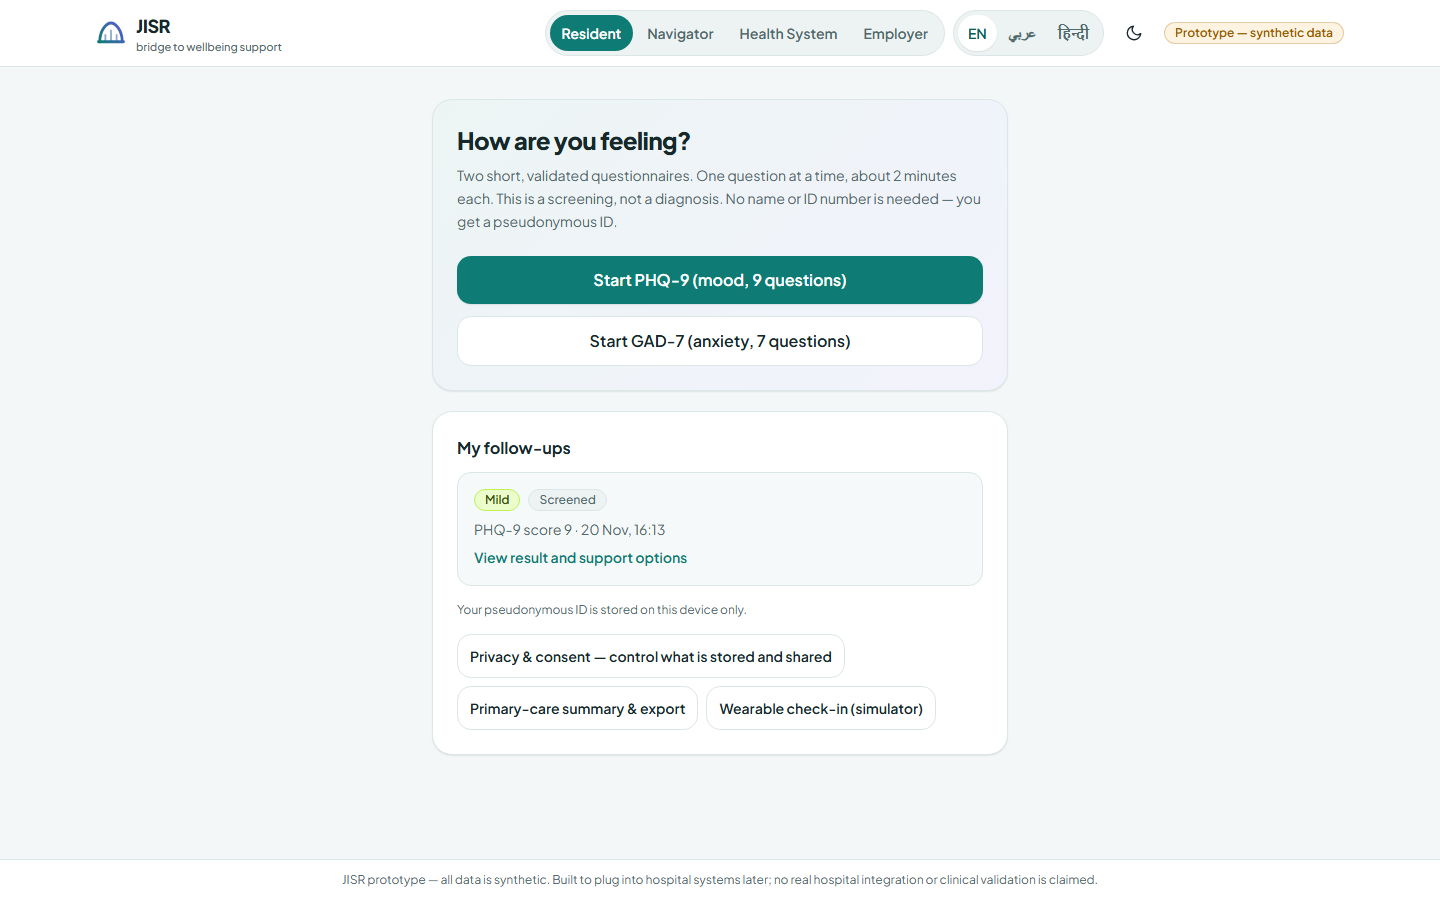 JISR
bridge to wellbeing support
Resident
Navigator
Health System
Employer
EN
عربي
हिन्दी
Prototype — synthetic data
How are you feeling?
Two short, validated questionnaires. One question at a time, about 2 minutes
each. This is a screening, not a diagnosis. No name or ID number is needed — you
get a pseudonymous ID.
Start PHQ-9 (mood, 9 questions)
Start GAD-7 (anxiety, 7 questions)
My follow-ups
Mild
Screened
PHQ-9 score 9 · 20 Nov, 16:13
View result and support options
Your pseudonymous ID is stored on this device only.
Privacy & consent — control what is stored and shared
Primary-care summary & export
Wearable check-in (simulator)
JISR prototype — all data is synthetic. Built to plug into hospital systems later; no real hospital integration or clinical validation is claimed.